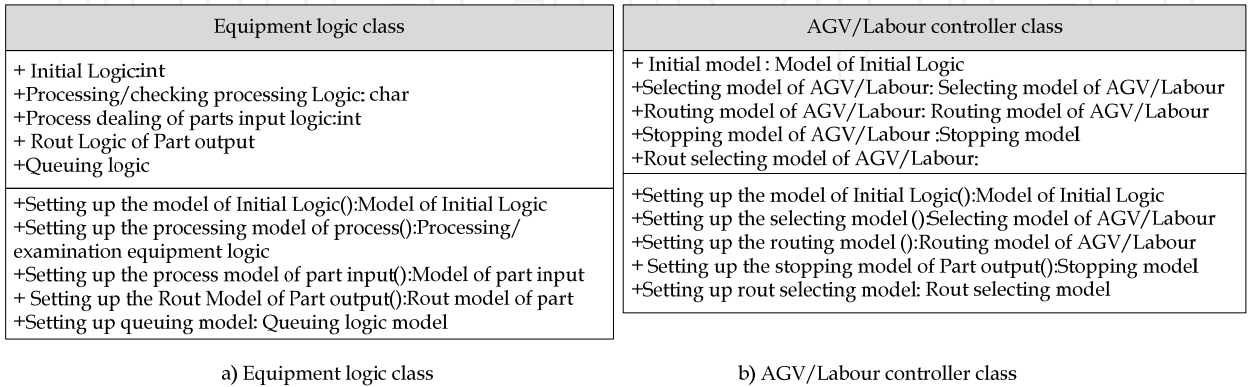 Equipment logic class
+ Initial Logic:int
+Processing/checking processing Logic: char
+Process dealing of parts input logic:int
+ Rout Logic of Part output
+Queuing logic
+Setting up the model of Initial Logic():Model of Initial Logic
+Setting up the processing model of process():Processing/
examination equipment logic
+Setting up the process model of part input():Model of part input
+ Setting up the Rout Model of Part output():Rout model of part
+Setting up queuing model: Queuing logic model
a) Equipment logic class
AGV/Labour controller class
+ Initial model : Model of Initial Logic
+Selecting model of AGV/Labour: Selecting model of AGV/Labour
+Routing model of AGV/Labour: Routing model of AGV/Labour
+Stopping model of AGV/Labour :Stopping model
+Rout selecting model of AGV/Labour:
+Setting up the model of Initial Logic():Model of Initial Logic
+Setting up the selecting model ():Selecting model of AGV/Labour
+Setting up the routing model ():Routing model of AGV/Labour
+ Setting up the stopping model of Part output():Stopping model
+Setting up rout selecting model: Rout selecting model
b) AGV/Labour controller class